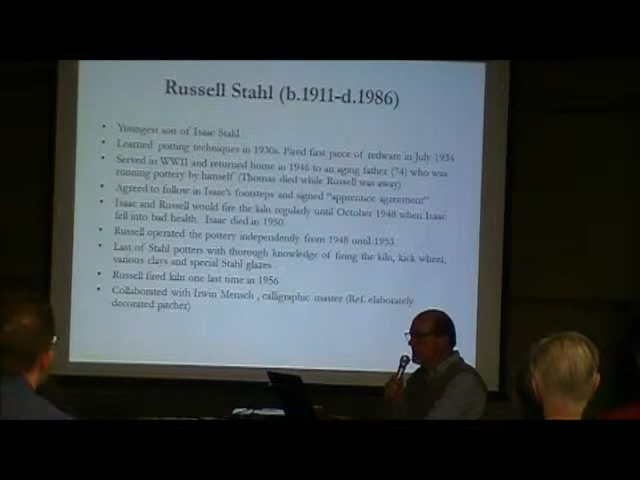 Russell Stahl (b.1911-d.1986)
• Youngest son of Isaac Stahl
• Learned potting techniques in 1930s. Fired first piece of redware in July 1934
• Served in WWII and returned home in 1946 to an aging father (74) who was
running pottery by himself (Thomas died while Russell was away)
• Agreed to follow in Isaac's footsteps and signed "apprentice agreement"
• Isaac and Russell would fire the kiln regularly until October 1948 when Isaac
fell into bad health. Isaac died in 1950.
• Russell operated the pottery independently from 1948 until 1953.
• Last of Stahl potters with thorough knowledge of firing the kiln, kick wheel,
various clays and special Stahl glazes
• Russell fired kiln one last time in 1956
• Collaborated with Irwin Mensch , calligraphic master (Ref. elaborately
decorated pitcher)